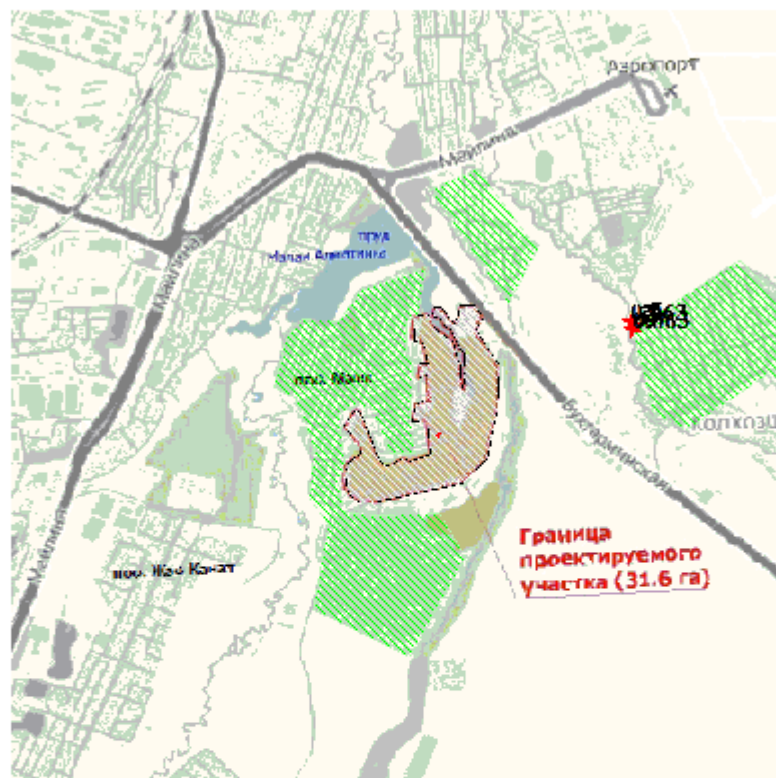 Аэропорт
Майлина
пруд
Малая Алматинка
Майлина
Бухтарминская
Граница
проектируемого
участка (31.6 га)
Майлина